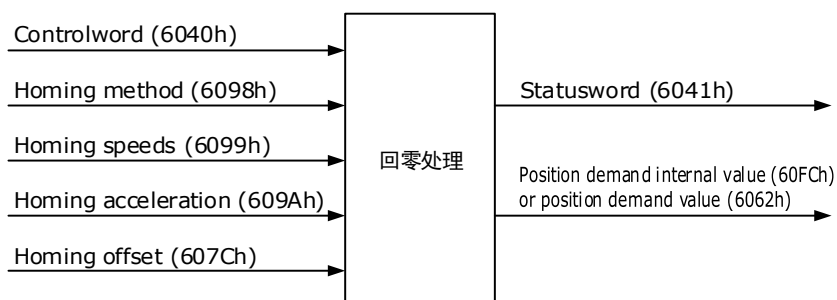 Controlword (6040h)
Homing method (6098h)
Homing speeds (6099h)
Homing acceleration (609Ah)
Homing offset (607Ch)
回零处理
Statusword (6041h)
Position demand internal value (60FCh)
or position demand value (6062h)